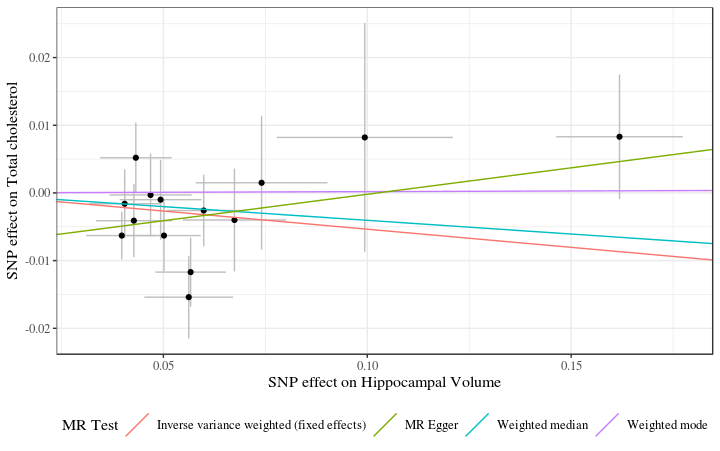 SNP effect on Total cholesterol
0.02
0.01
0.00
-0.01
-0.02
0.05 0.10 0.15
SNP effect on Hippocampal Volume
MR Test Inverse variance weighted (fixed effects) MR Egger Weighted median Weighted mode